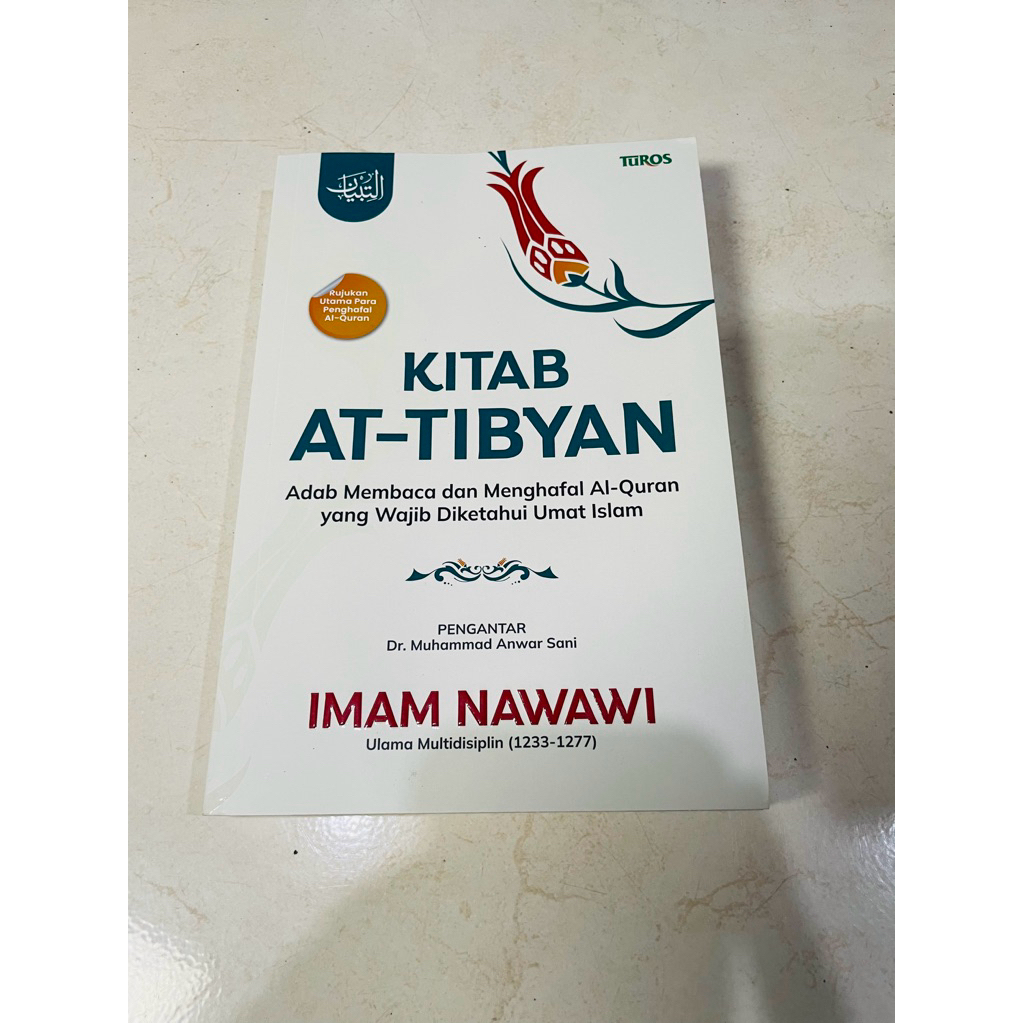 التبيان
TUROS
Rujukan
Utama Para
Penghafal
Al-Quran
KITAB
AT-TIBYAN
Adab Membaca dan Menghafal Al-Quran
yang Wajib Diketahui Umat Islam
PENGANTAR
Dr. Muhammad Anwar Sani
IMAM NAWAWI
Ulama Multidisiplin (1233-1277)